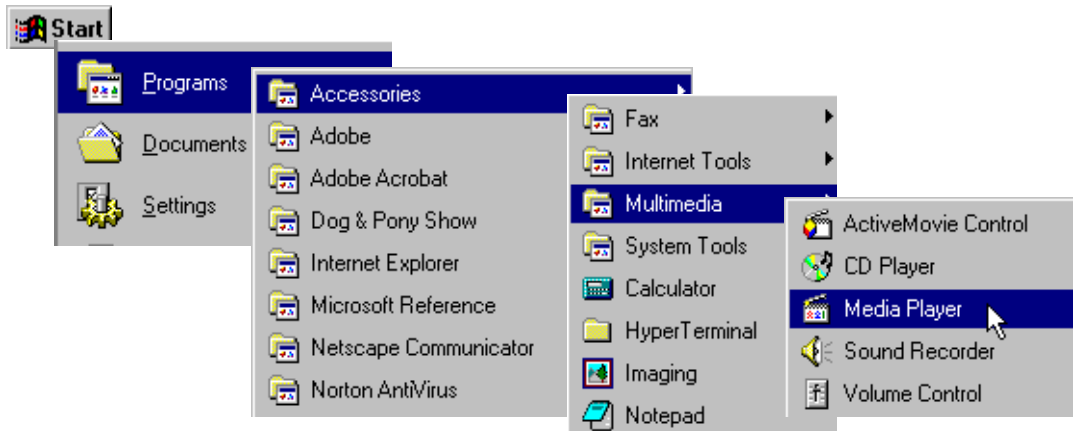 Start
Programs
Documents
Settings
Accessories
Adobe
Adobe Acrobat
Dog & Pony Show
Internet Explorer
Microsoft Reference
Netscape Communicator
Norton AntiVirus
Fax
Internet Tools
Multimedia
System Tools
Calculator
HyperTerminal
Imaging
Notepad
ActiveMovie Control
CD Player
Media Player
Sound Recorder
Volume Control